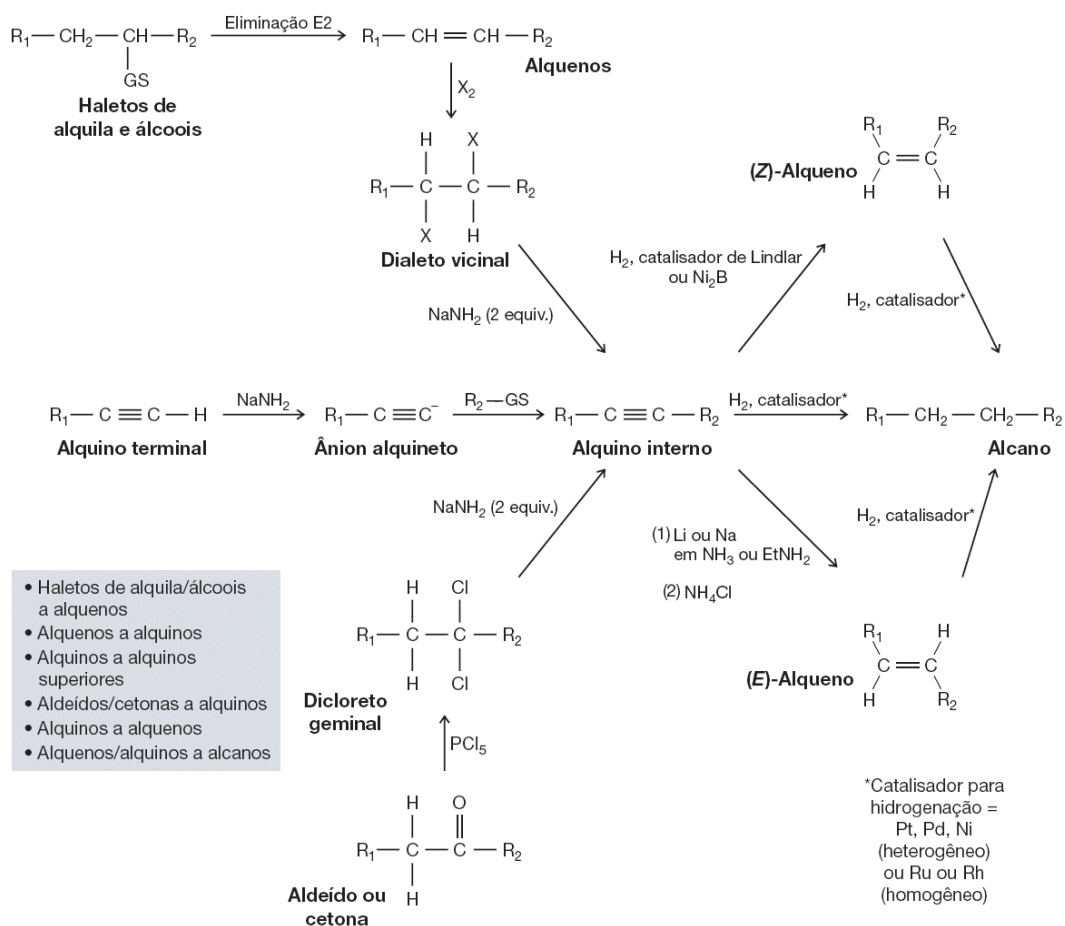 R₁—CH₂—CH—R₂
GS
Haletos de
alquila e álcoois
Eliminação E2
R₁—CH=CH—R₂
Alquenos
X₂
H X
R₁—C—C—R₂
X H
Dialeto vicinal
NaNH₂ (2 equiv.)
H₂, catalisador de Lindlar
ou Ni₂B
R₁ R₂
C=C
H H
(Z)-Alqueno
H₂, catalisador*
R₁—C≡C—H
Alquino terminal
NaNH₂
R₁—C≡C⁻
Ânion alquineto
R₂—GS
R₁—C≡C—R₂
Alquino interno
H₂, catalisador*
R₁—CH₂—CH₂—R₂
Alcano
NaNH₂ (2 equiv.)
(1) Li ou Na
em NH₃ ou EtNH₂
(2) NH₄Cl
H₂, catalisador*
• Haletos de alquila/álcoois
a alquenos
• Alquenos a alquinos
• Alquinos a alquinos
superiores
• Aldeídos/cetonas a alquinos
• Alquinos a alquenos
• Alquenos/alquinos a alcanos
H Cl
R₁—C—C—R₂
H Cl
Dicloreto
geminal
R₁ H
C=C
H R₂
(E)-Alqueno
PCl₅
H O
R₁—C—C—R₂
H
Aldeído ou
cetona
*Catalisador para
hidrogenação =
Pt, Pd, Ni
(heterogêneo)
ou Ru ou Rh
(homogêneo)